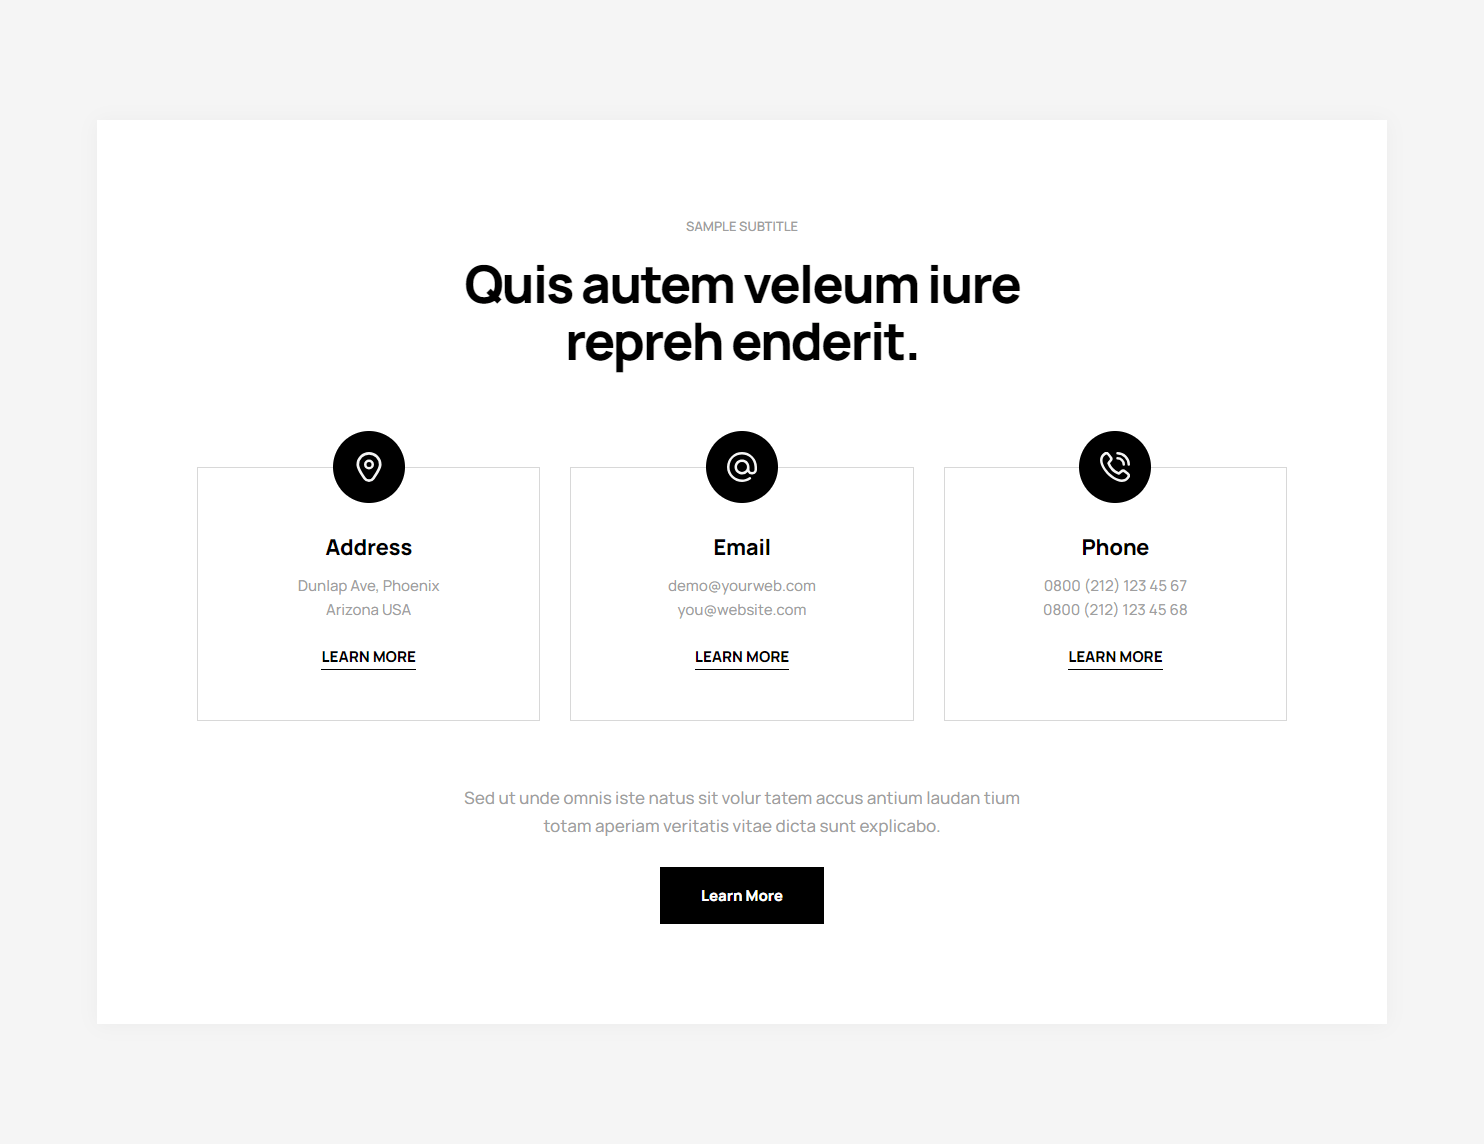 SAMPLE SUBTITLE
Quis autem veleum iure
repreh enderit.
Address
Dunlap Ave, Phoenix
Arizona USA
LEARN MORE
Email
demo@yourweb.com
you@website.com
LEARN MORE
Phone
0800 (212) 123 45 67
0800 (212) 123 45 68
LEARN MORE
Sed ut unde omnis iste natus sit volur tatem accus antium laudan tium
totam aperiam veritatis vitae dicta sunt explicabo.
Learn More